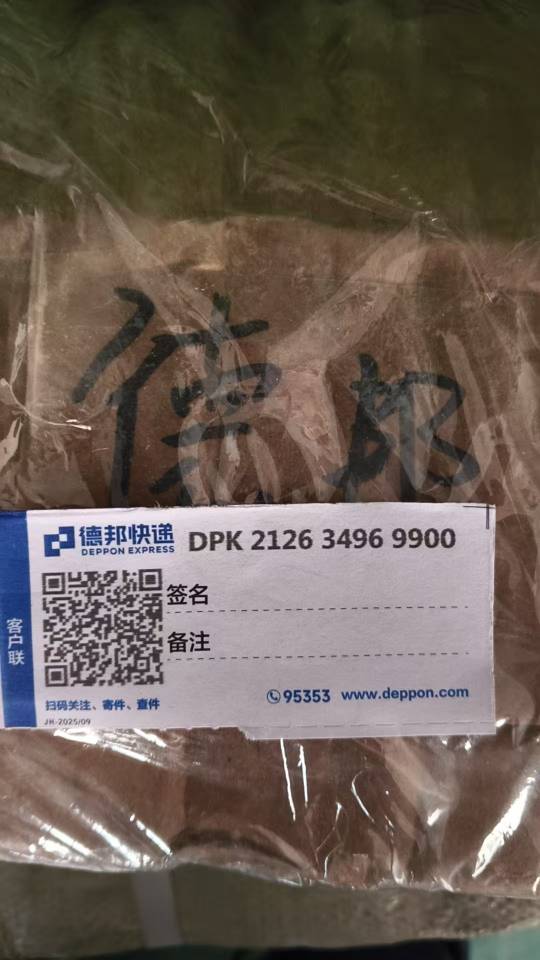 德邦
德邦快递
DEPPON EXPRESS
DPK 2126 3496 9900
签名
备注
客户联
扫码关注、寄件、查件
95353 www.deppon.com
JH-2025/09